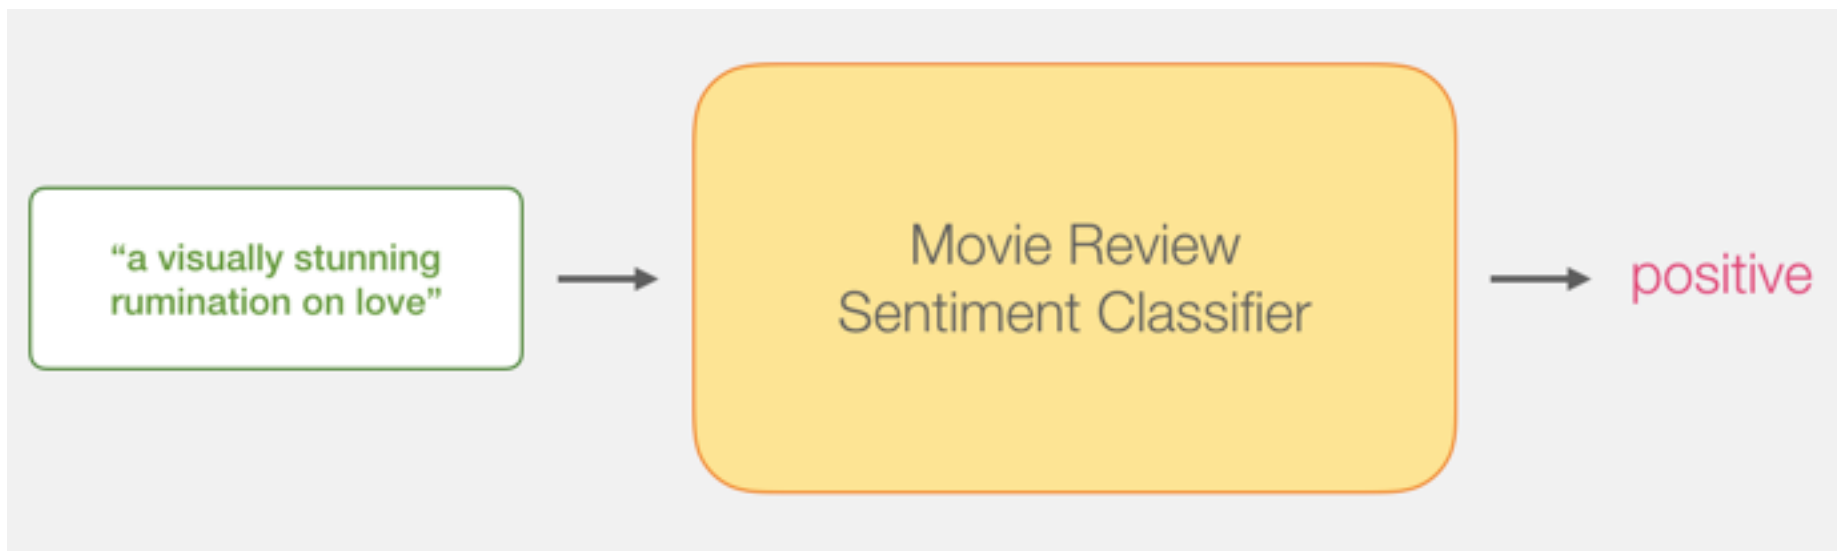 “a visually stunning
rumination on love”
Movie Review
Sentiment Classifier
positive